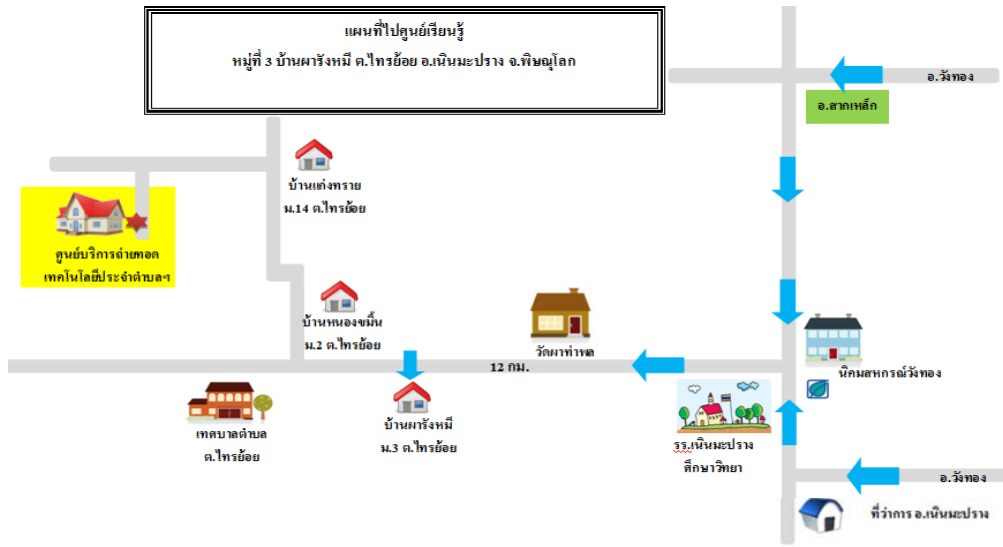 แผนที่ไปศูนย์เรียนรู้
หมู่ที่ 3 บ้านผารังหมี ต.ไทรย้อย อ.เนินมะปราง จ.พิษณุโลก
อ.วังทอง
อ.สากเหล็ก
บ้านแก่งทราย
ม.14 ต.ไทรย้อย
ศูนย์บริการถ่ายทอด
เทคโนโลยีประจำตำบลฯ
บ้านหนองขมิ้น
ม.2 ต.ไทรย้อย
วัดผาท่าพล
12 กม.
นิคมสหกรณ์วังทอง
เทศบาลตำบล
ต.ไทรย้อย
บ้านผารังหมี
ม.3 ต.ไทรย้อย
รร.เนินมะปราง
ศึกษาวิทยา
อ.วังทอง
ที่ว่าการ อ.เนินมะปราง